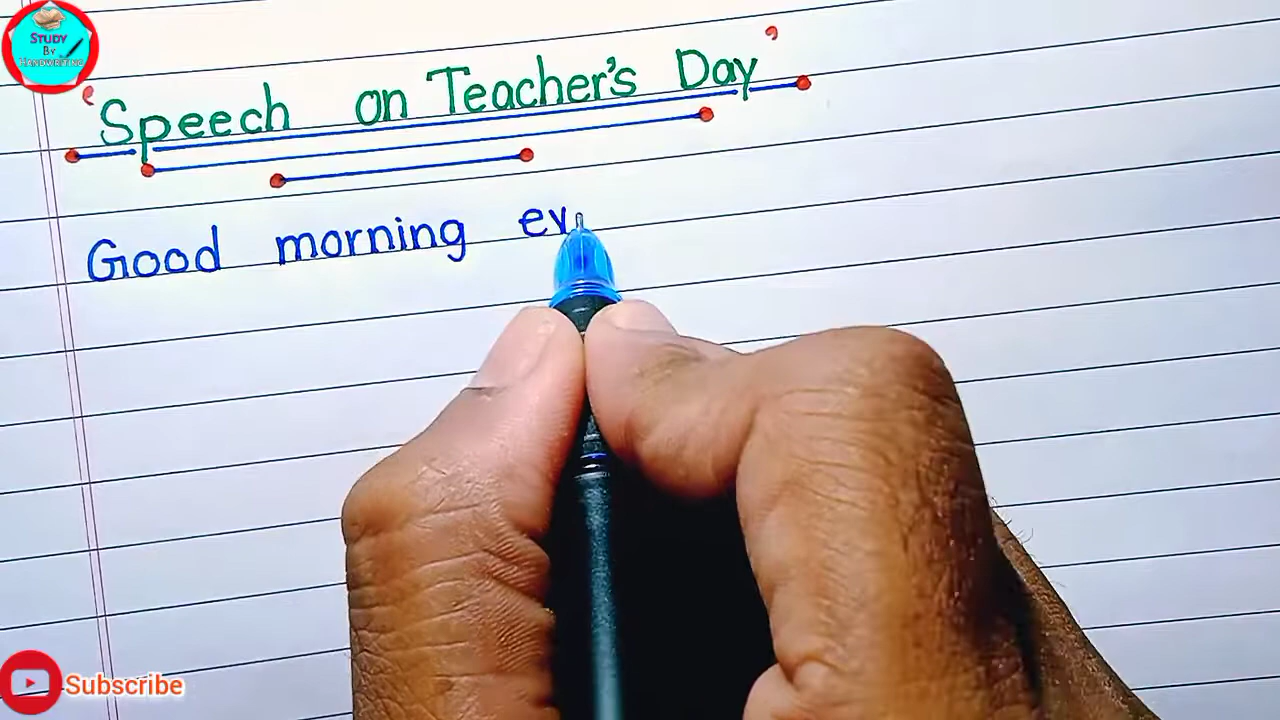 STUDY
BY
HANDWRITING
‘Speech on Teacher's Day’
Good morning ev
Subscribe